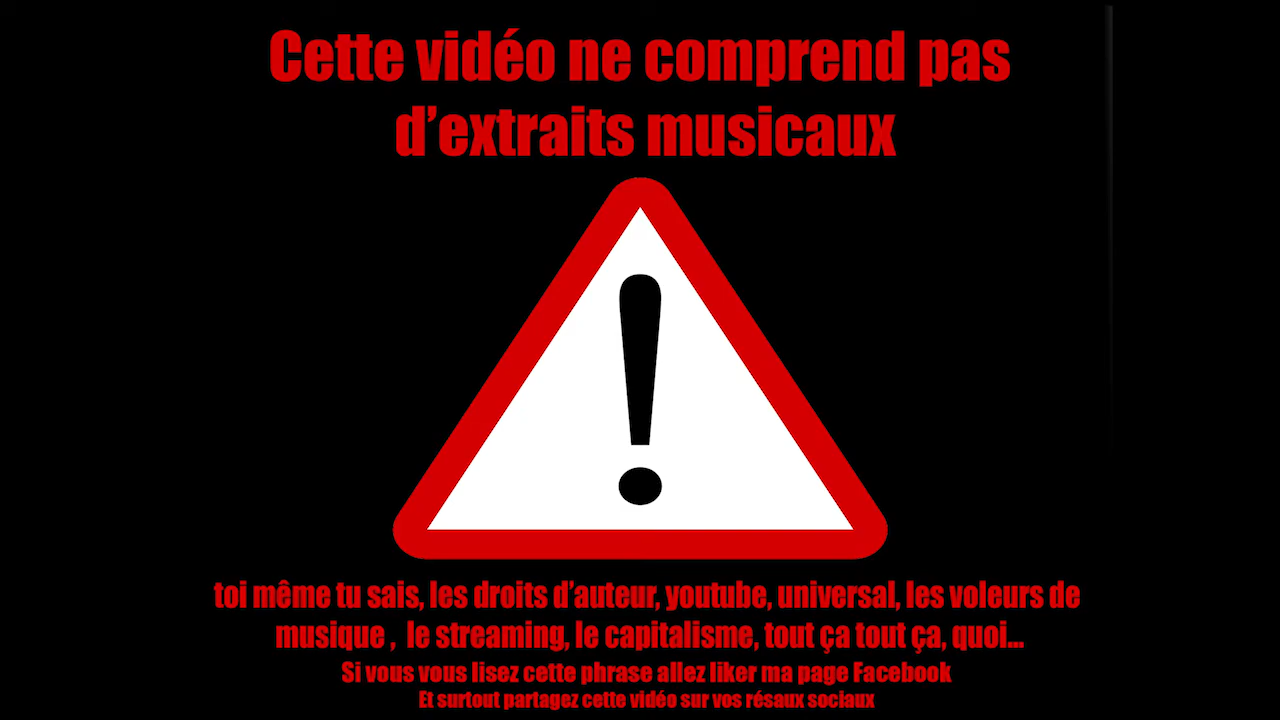 Cette vidéo ne comprend pas
d’extraits musicaux
!
toi même tu sais, les droits d’auteur, youtube, universal, les voleurs de
musique , le streaming, le capitalisme, tout ça tout ça, quoi...
Si vous vous lisez cette phrase allez liker ma page Facebook
Et surtout partagez cette vidéo sur vos résaux sociaux